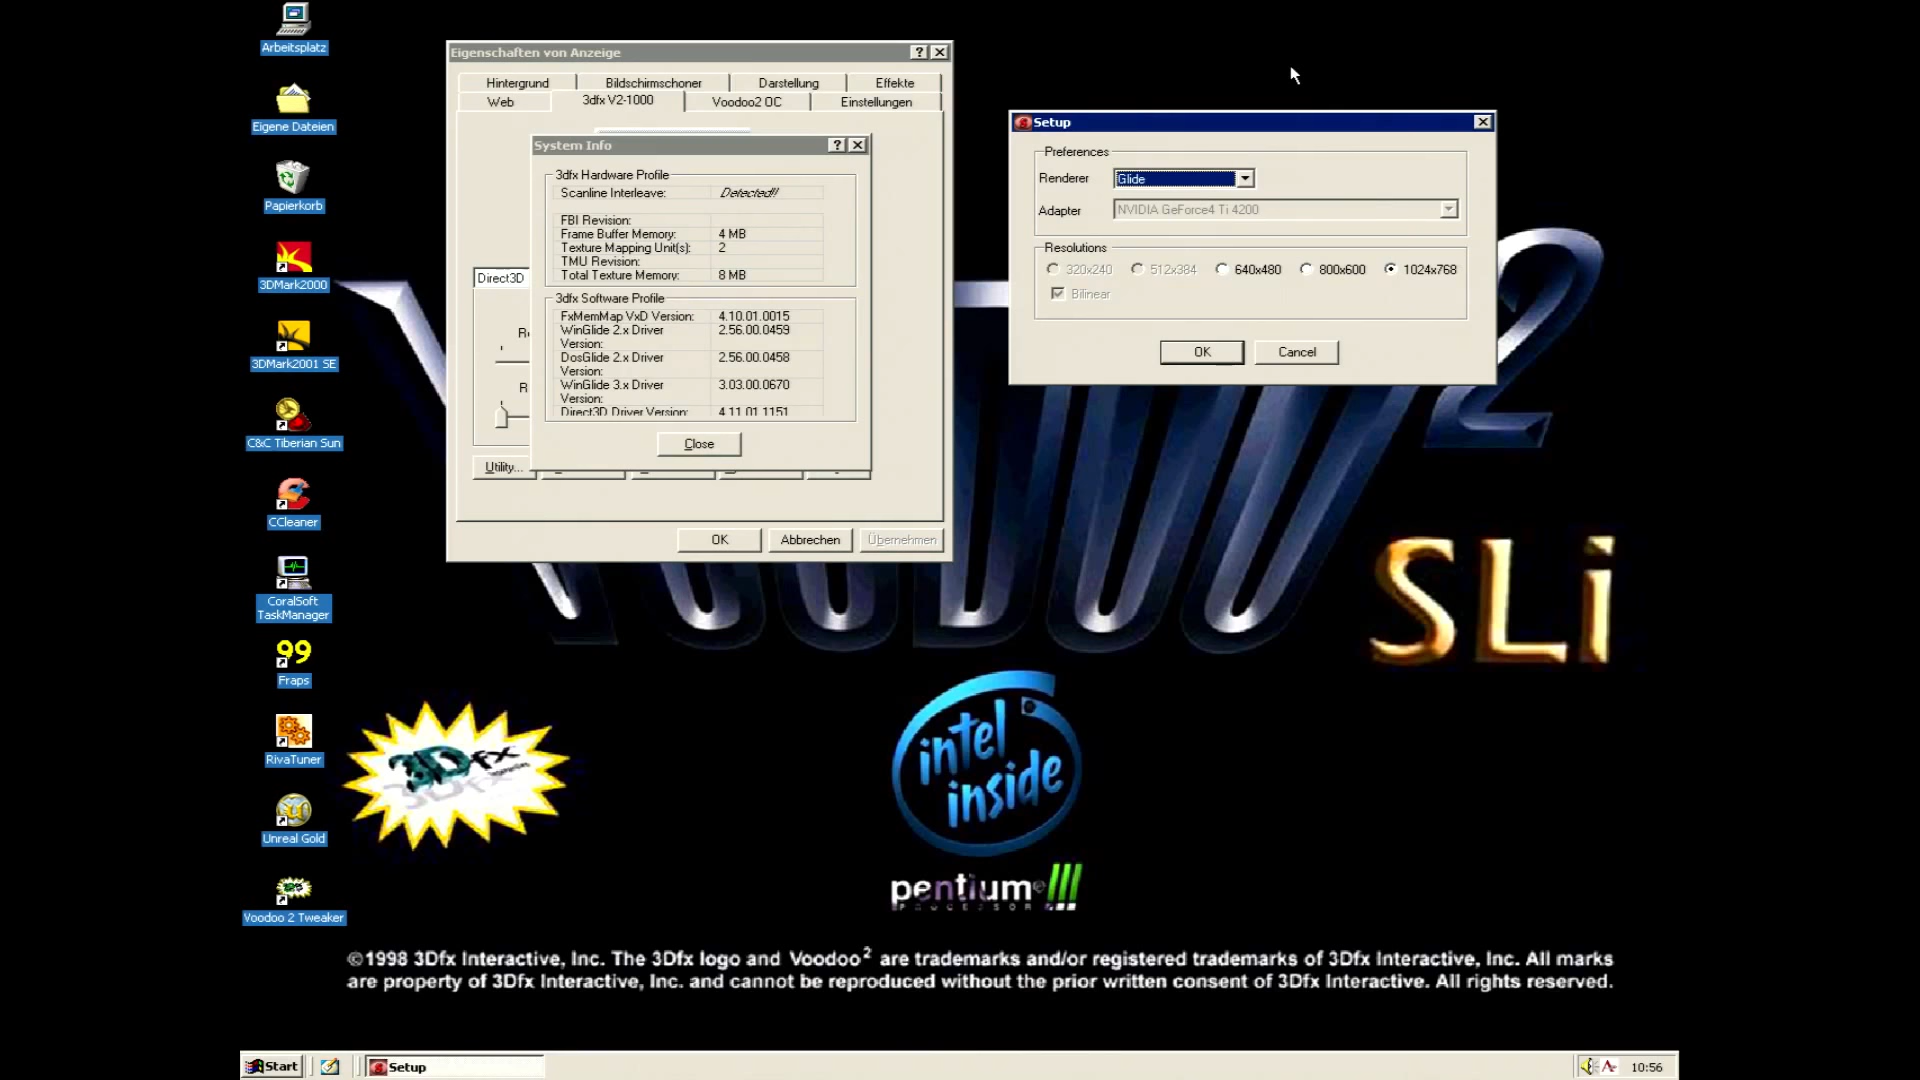 Arbeitsplatz
Eigene Dateien
Papierkorb
3DMark2000
3DMark2001 SE
C&C Tiberian Sun
CCleaner
CoralSoft
TaskManager
99
Fraps
RivaTuner
Unreal Gold
Voodoo 2 Tweaker
Eigenschaften von Anzeige
Hintergrund Bildschirmschoner Darstellung Effekte
Web 3dfx V2-1000 Voodoo2 OC Einstellungen
Direct3D
Utility...
OK Abbrechen Übernehmen
System Info
3dfx Hardware Profile
Scanline Interleave: Detected!!
FBI Revision:
Frame Buffer Memory: 4 MB
Texture Mapping Unit(s): 2
TMU Revision:
Total Texture Memory: 8 MB
3dfx Software Profile
FxMemMap VxD Version: 4.10.01.0015
WinGlide 2.x Driver 2.56.00.0459
Version:
DosGlide 2.x Driver 2.56.00.0458
Version:
WinGlide 3.x Driver 3.03.00.0670
Version:
Direct3D Driver Version: 4.11.01.1151
Close
Setup
Preferences
Renderer Glide
Adapter NVIDIA GeForce4 Ti 4200
Resolutions
320x240 512x384 640x480 800x600 1024x768
Bilinear
OK Cancel
VOODOO2
SLi
3Dfx
intel
inside
pentium III
PROCESSOR
©1998 3Dfx Interactive, Inc. The 3Dfx logo and Voodoo2 are trademarks and/or registered trademarks of 3Dfx Interactive, Inc. All marks
are property of 3Dfx Interactive, Inc. and cannot be reproduced without the prior written consent of 3Dfx Interactive. All rights reserved.
Start Setup 10:56